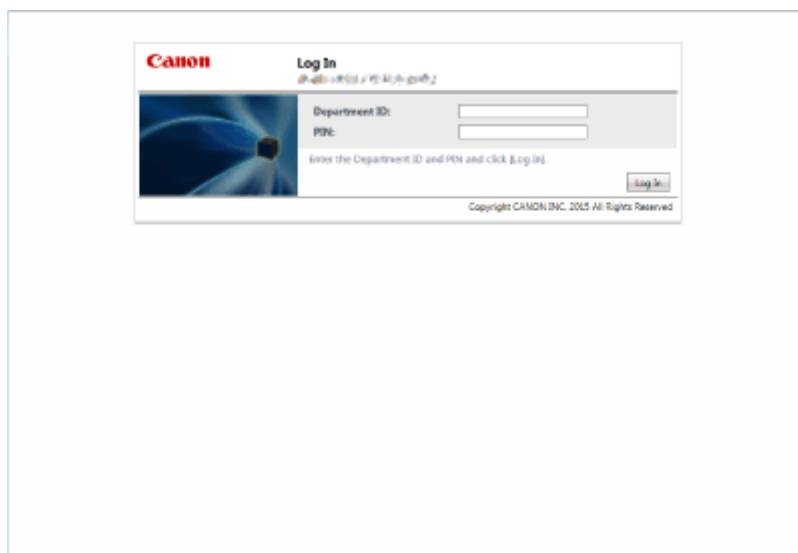 Canon
Log In
Department ID:
PIN:
Enter the Department ID and PIN and click [Log In].
Log In
Copyright CANON INC. 2015 All Rights Reserved